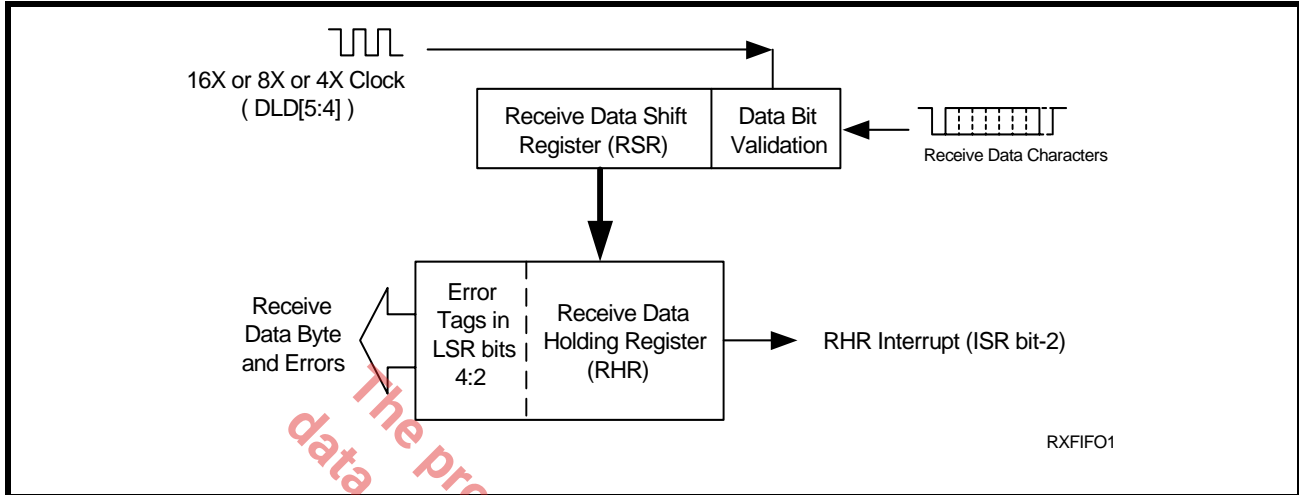 16X or 8X or 4X Clock
( DLD[5:4] )
Receive Data Shift
Register (RSR)
Data Bit
Validation
Receive Data Characters
Receive
Data Byte
and Errors
Error
Tags in
LSR bits
4:2
Receive Data
Holding Register
(RHR)
RHR Interrupt (ISR bit-2)
The
data
RXFIFO1